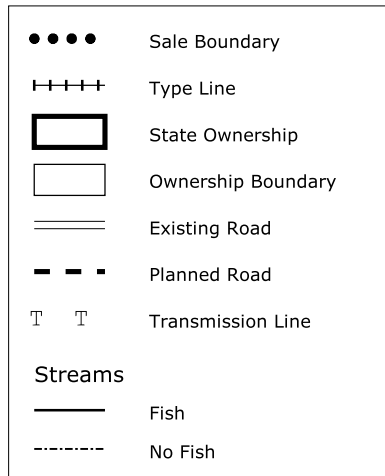 Sale Boundary
Type Line
State Ownership
Ownership Boundary
Existing Road
Planned Road
T T Transmission Line
Streams
Fish
No Fish